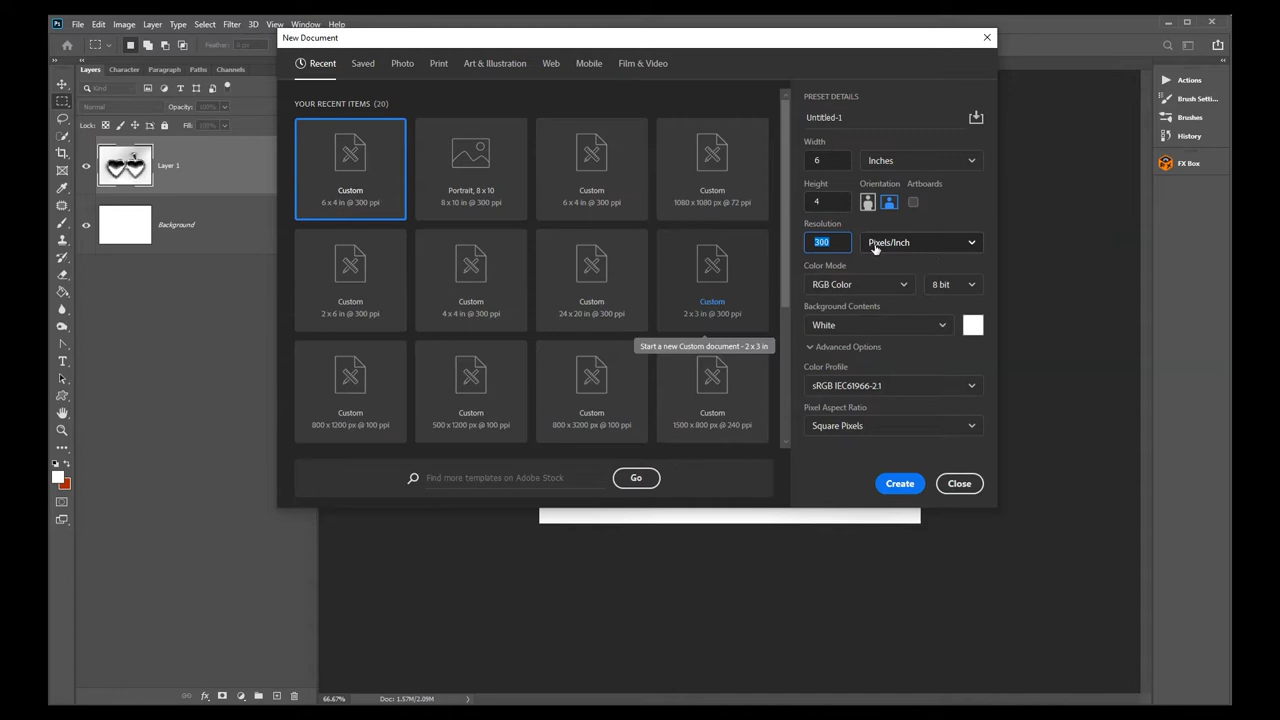 Ps File Edit Image Layer Type Select Filter 3D View Window Help
New Document
Feather: 0 px
Layers Character Paragraph Paths Channels
Kind
Normal Opacity: 100%
Lock: Fill: 100%
Layer 1
Background
Recent Saved Photo Print Art & Illustration Web Mobile Film & Video
YOUR RECENT ITEMS (20)
Custom
6 x 4 in @ 300 ppi
Portrait, 8 x 10
8 x 10 in @ 300 ppi
Custom
6 x 4 in @ 300 ppi
Custom
1080 x 1080 px @ 72 ppi
Custom
2 x 6 in @ 300 ppi
Custom
4 x 4 in @ 300 ppi
Custom
24 x 20 in @ 300 ppi
Custom
2 x 3 in @ 300 ppi
Start a new Custom document - 2 x 3 in
Custom
800 x 1200 px @ 100 ppi
Custom
500 x 1200 px @ 100 ppi
Custom
800 x 3200 px @ 100 ppi
Custom
1500 x 800 px @ 240 ppi
Find more templates on Adobe Stock Go
PRESET DETAILS
Untitled-1
Width
6 Inches
Height Orientation Artboards
4
Resolution
300 Pixels/Inch
Color Mode
RGB Color 8 bit
Background Contents
White
Advanced Options
Color Profile
sRGB IEC61966-2.1
Pixel Aspect Ratio
Square Pixels
Create Close
Actions
Brush Setti...
Brushes
History
FX Box
fx
66.67% Doc: 1.57M/2.09M